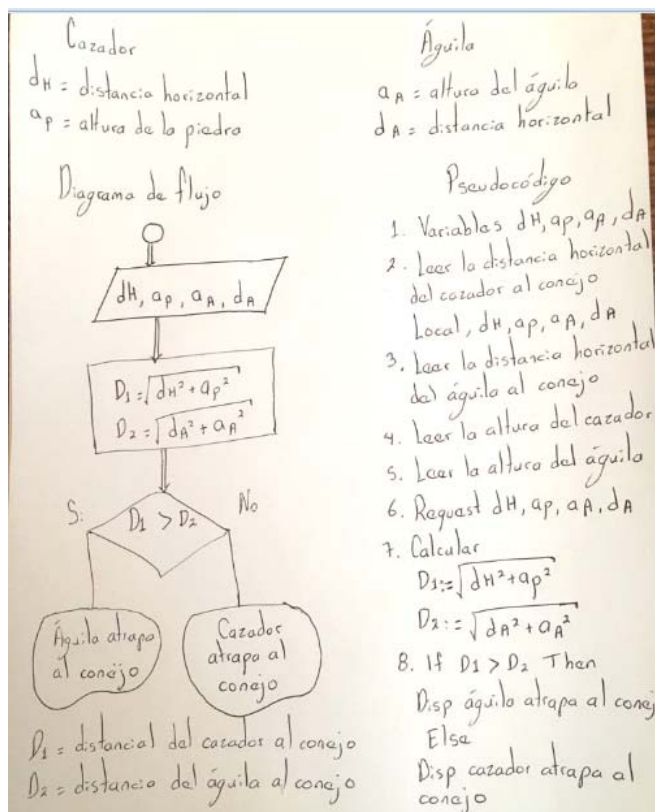 Cazador
dH = distancia horizontal
aP = altura de la piedra
Águila
aA = altura del águila
dA = distancia horizontal
Diagrama de flujo
dH, aP, aA, dA
D1 = √dH² + aP²
D2 = √dA² + aA²
Si
D1 > D2
No
Águila atrapa
al conejo
Cazador
atrapa al
conejo
D1 = distancial del cazador al conejo
D2 = distancia del águila al conejo
Pseudocódigo
1. Variables dH, aP, aA, dA
2. Leer la distancia horizontal
del cazador al conejo
Local, dH, aP, aA, dA
3. Leer la distancia horizontal
del águila al conejo
4. Leer la altura del cazador
5. Leer la altura del águila
6. Request dH, aP, aA, dA
7. Calcular
D1:=√dH²+aP²
D2:=√dA²+aA²
8. If D1 > D2 Then
Disp águila atrapa al conej
Else
Disp cazador atrapa al
conejo